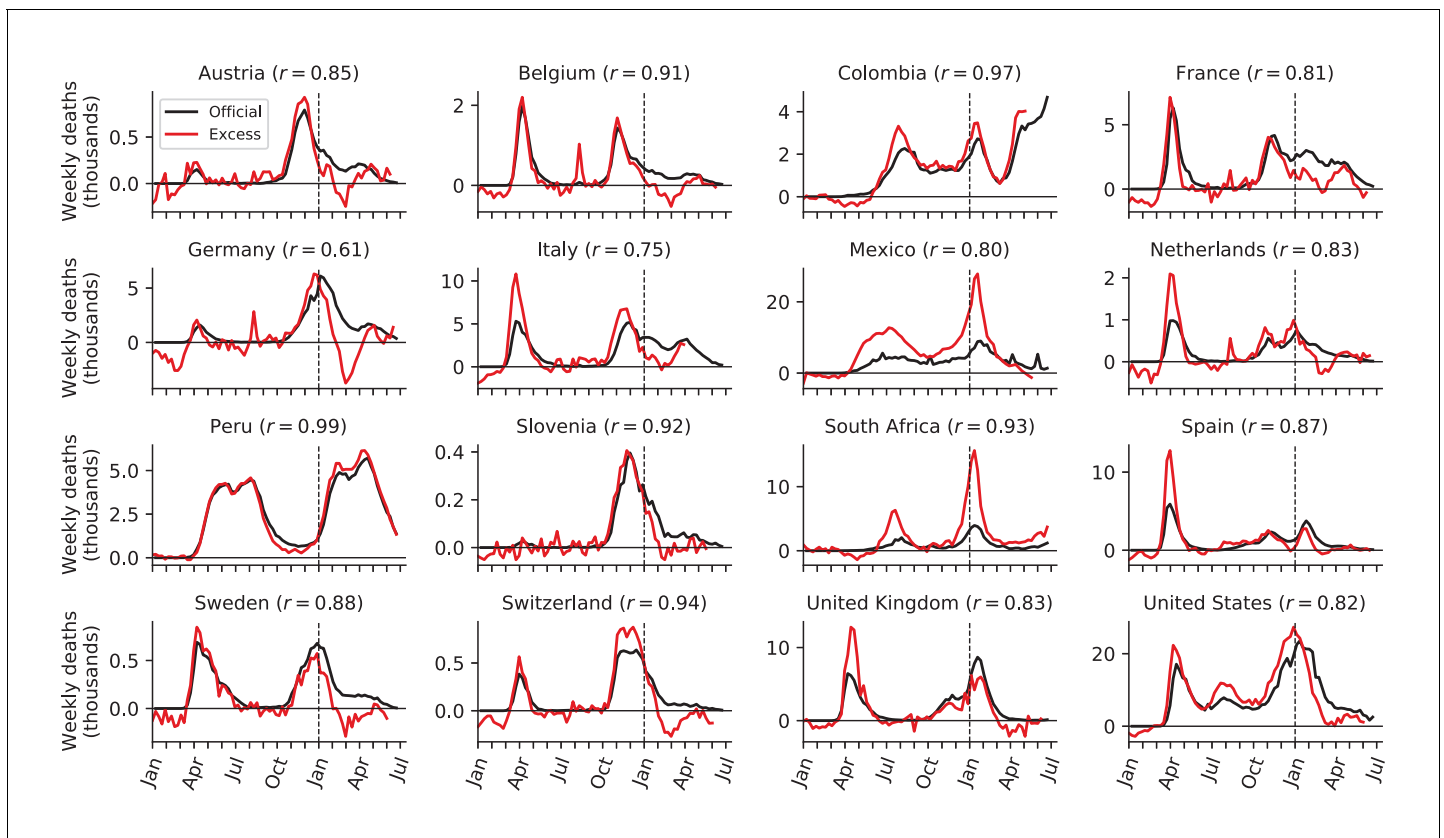 Austria (r = 0.85)
Belgium (r = 0.91)
Colombia (r = 0.97)
France (r = 0.81)
Weekly deaths
(thousands)
Official
Excess
0.5
0.0
2
0
4
2
0
5
0
Germany (r = 0.61)
Italy (r = 0.75)
Mexico (r = 0.80)
Netherlands (r = 0.83)
Weekly deaths
(thousands)
5
0
10
5
0
20
0
2
1
0
Peru (r = 0.99)
Slovenia (r = 0.92)
South Africa (r = 0.93)
Spain (r = 0.87)
Weekly deaths
(thousands)
5.0
2.5
0.0
0.4
0.2
0.0
10
0
10
0
Sweden (r = 0.88)
Switzerland (r = 0.94)
United Kingdom (r = 0.83)
United States (r = 0.82)
Weekly deaths
(thousands)
0.5
0.0
0.5
0.0
10
0
20
0
Jan Apr Jul Oct Jan Apr Jul
Jan Apr Jul Oct Jan Apr Jul
Jan Apr Jul Oct Jan Apr Jul
Jan Apr Jul Oct Jan Apr Jul